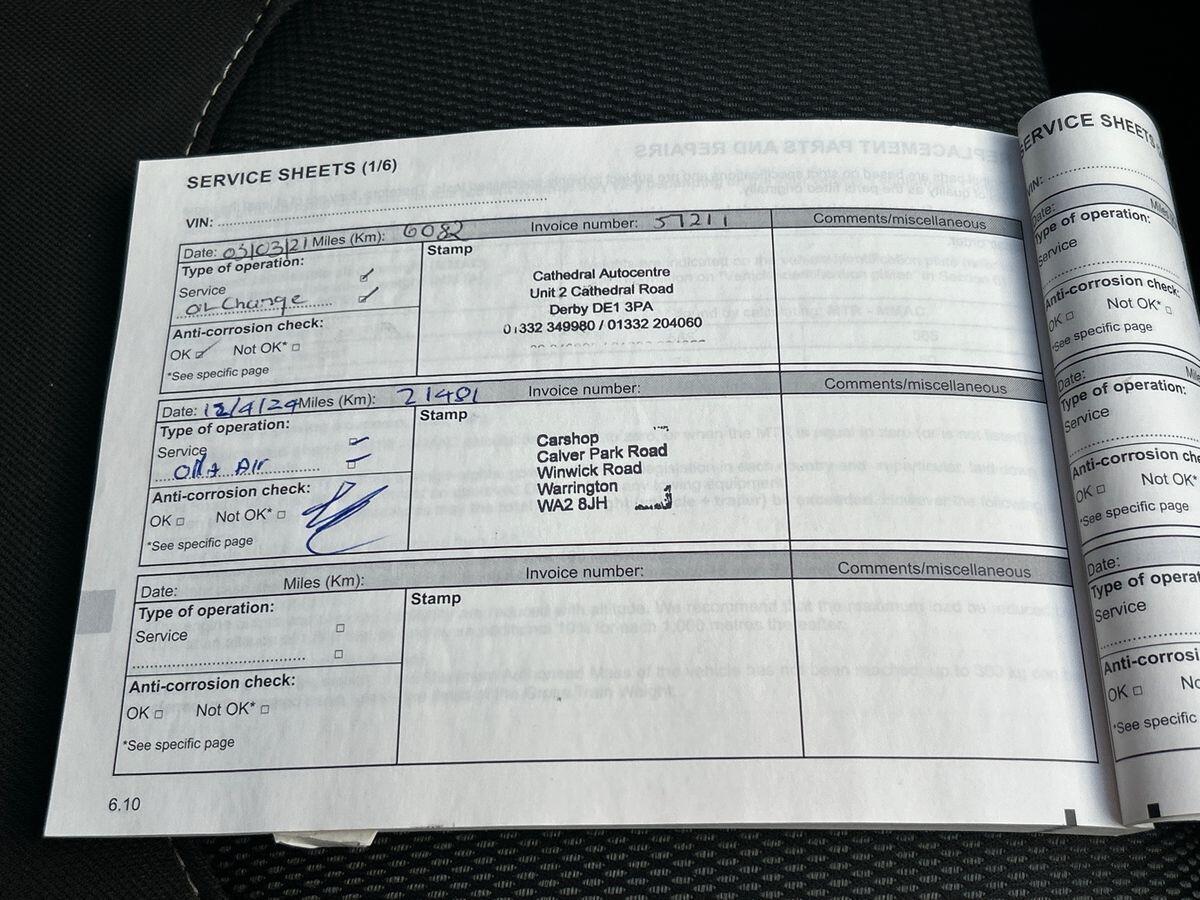 SERVICE SHEETS (1/6)
VIN:
Date: 03/03/21 Miles (Km): 6082 Invoice number: 57211 Comments/miscellaneous
Type of operation:
Service
Oil Change
Anti-corrosion check:
OK Not OK*
*See specific page
Stamp
Cathedral Autocentre
Unit 2 Cathedral Road
Derby DE1 3PA
01332 349980 / 01332 204060
Date: 12/4/24 Miles (Km): 21481 Invoice number: Comments/miscellaneous
Type of operation:
Service
Oil + Air
Anti-corrosion check:
OK Not OK*
*See specific page
Stamp
Carshop
Calver Park Road
Winwick Road
Warrington
WA2 8JH
Date: Miles (Km): Invoice number: Comments/miscellaneous
Type of operation:
Service
Anti-corrosion check:
OK Not OK*
*See specific page
Stamp
6.10
SERVICE SHEETS
VIN:
Date:
Type of operation:
Service
Anti-corrosion check:
OK Not OK*
*See specific page
Date:
Type of operation:
Service
Anti-corrosion
OK Not OK*
*See specific page
Date:
Type of
Service
OK
*See specific